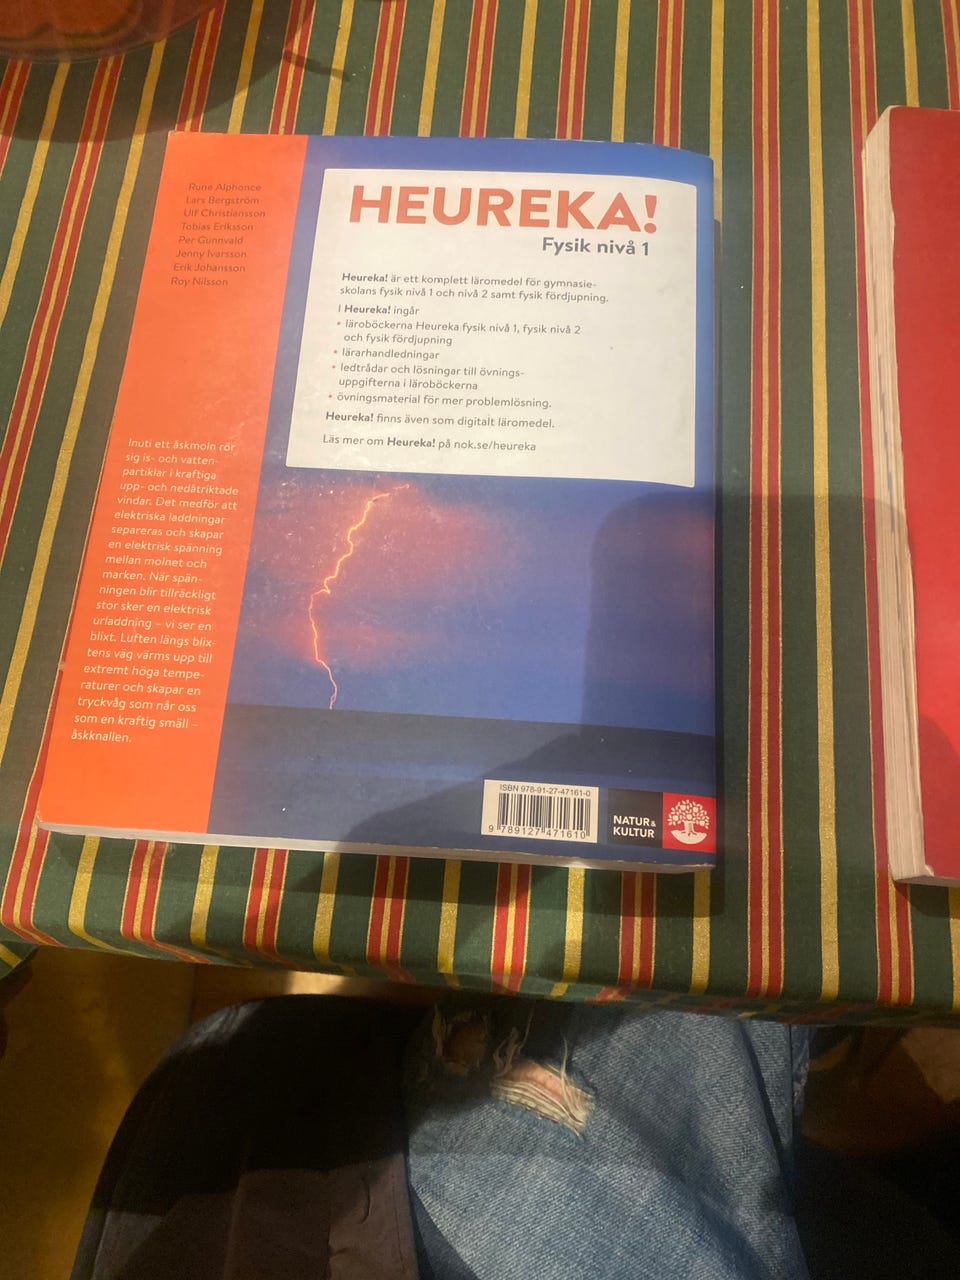 Rune Alphonce
Lars Bergström
Ulf Christiansson
Tobias Eriksson
Per Gunnvald
Jenny Ivarsson
Erik Johansson
Roy Nilsson
HEUREKA!
Fysik nivå 1
Heureka! är ett komplett läromedel för gymnasie-
skolans fysik nivå 1 och nivå 2 samt fysik fördjupning.
I Heureka! ingår
• läroböckerna Heureka fysik nivå 1, fysik nivå 2
och fysik fördjupning
• lärarhandledningar
• ledtrådar och lösningar till övnings-
uppgifterna i läroböckerna
• övningsmaterial för mer problemlösning.
Heureka! finns även som digitalt läromedel.
Läs mer om Heureka! på nok.se/heureka
Inuti ett åskmoln rör
sig is- och vatten-
partiklar i kraftiga
upp- och nedåtriktade
vindar. Det medför att
elektriska laddningar
separeras och skapar
en elektrisk spänning
mellan molnet och
marken. När spän-
ningen blir tillräckligt
stor sker en elektrisk
urladdning – vi ser en
blixt. Luften längs blix-
tens väg värms upp till
extremt höga tempe-
raturer och skapar en
tryckvåg som når oss
som en kraftig smäll –
åskknallen.
ISBN 978-91-27-47161-0
9 789127 471610
NATUR &
KULTUR